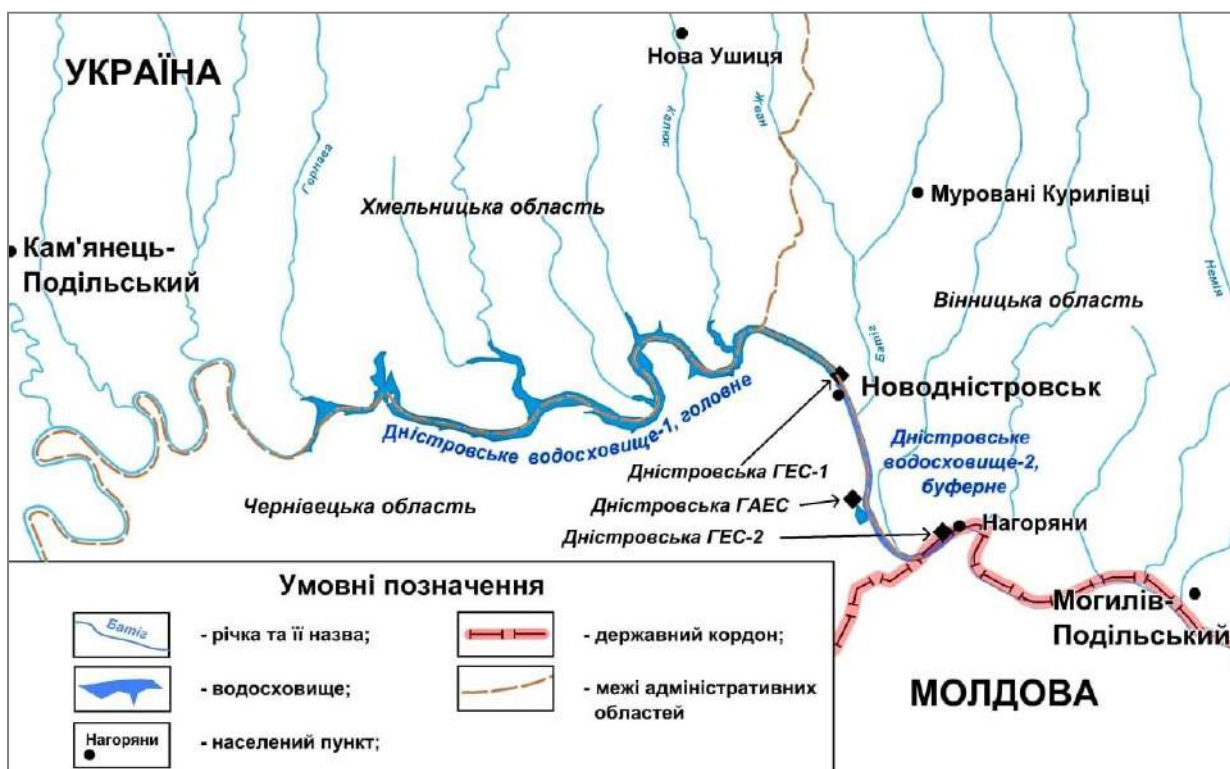 УКРАЇНА
Нова Ушиця
Калюс
Жван
Горнава
Хмельницька область
Муровані Курилівці
Кам'янець-
Подільський
Немія
Вінницька область
Батіг
Новодністровськ
Дністровське водосховище-1, головне
Дністровське
водосховище-2,
буферне
Дністровська ГЕС-1
Чернівецька область
Дністровська ГАЕС
Нагоряни
Дністровська ГЕС-2
Могилів-
Подільський
МОЛДОВА
Умовні позначення
Батіг
- річка та її назва;
- водосховище;
Нагоряни
- населений пункт;
- державний кордон;
- межі адміністративних
областей